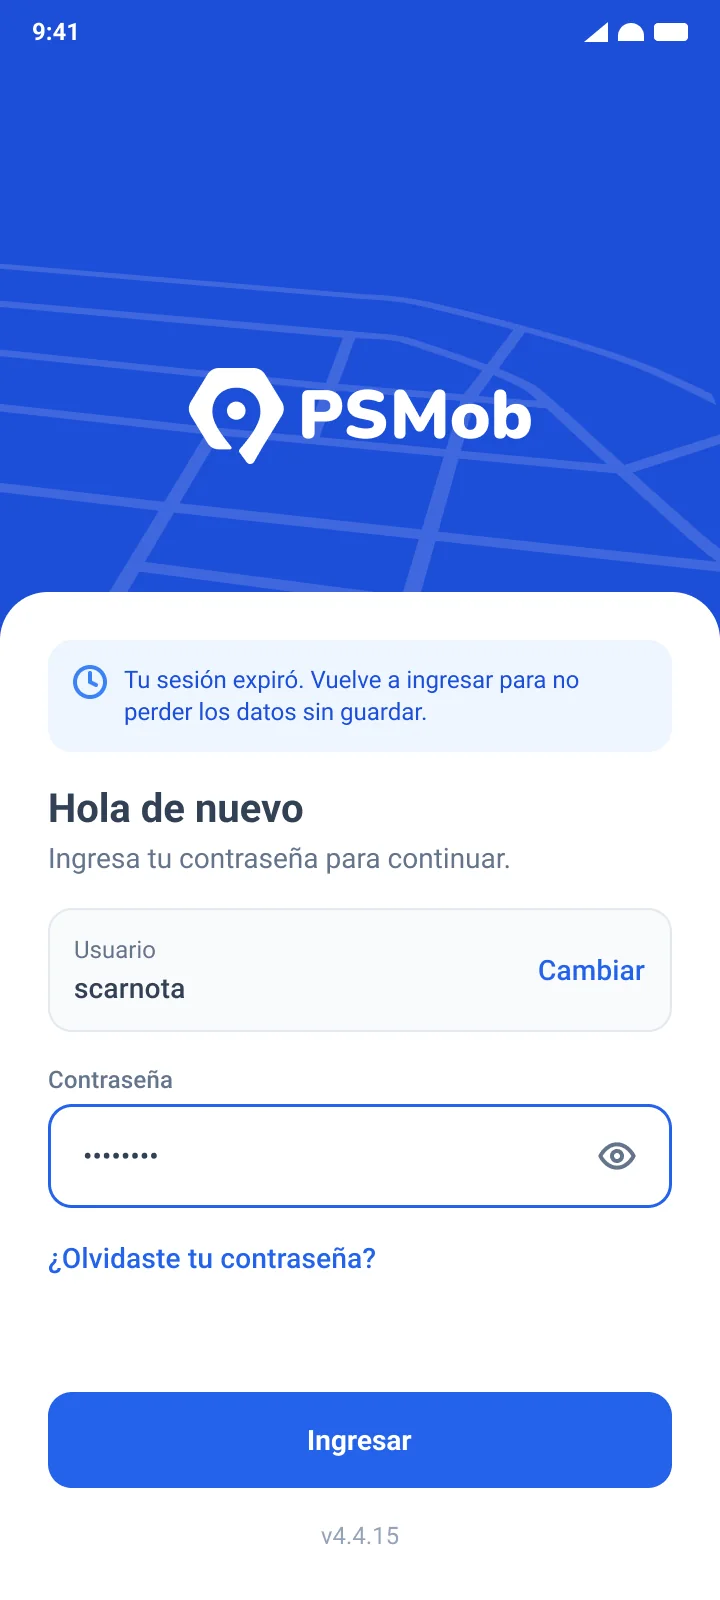 9:41
PSMob
Tu sesión expiró. Vuelve a ingresar para no
perder los datos sin guardar.
Hola de nuevo
Ingresa tu contraseña para continuar.
Usuario
scarnota
Cambiar
Contraseña
••••••••
¿Olvidaste tu contraseña?
Ingresar
v4.4.15